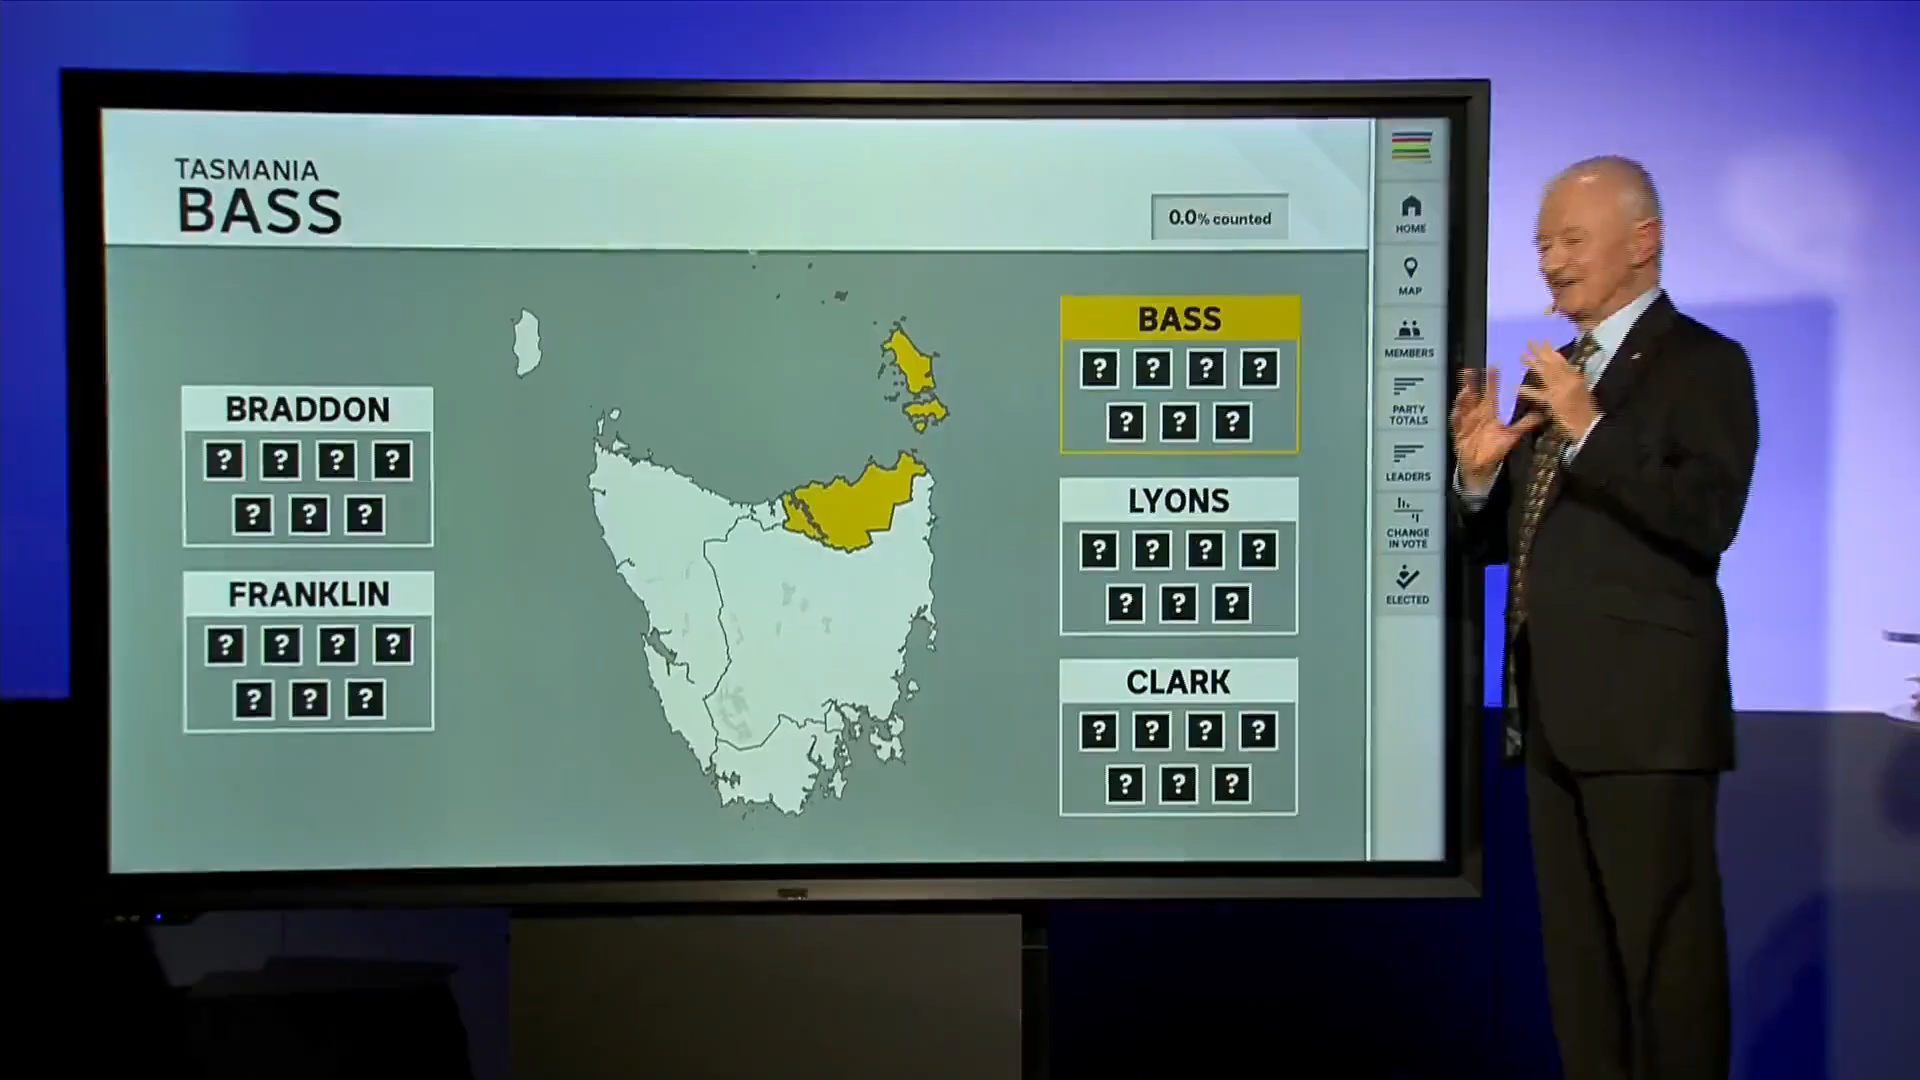 TASMANIA
BASS
0.0% counted
BRADDON
? ? ? ?
? ? ?
FRANKLIN
? ? ? ?
? ? ?
BASS
? ? ? ?
? ? ?
LYONS
? ? ? ?
? ? ?
CLARK
? ? ? ?
? ? ?
HOME
MAP
MEMBERS
PARTY
TOTALS
LEADERS
CHANGE
IN VOTE
ELECTED